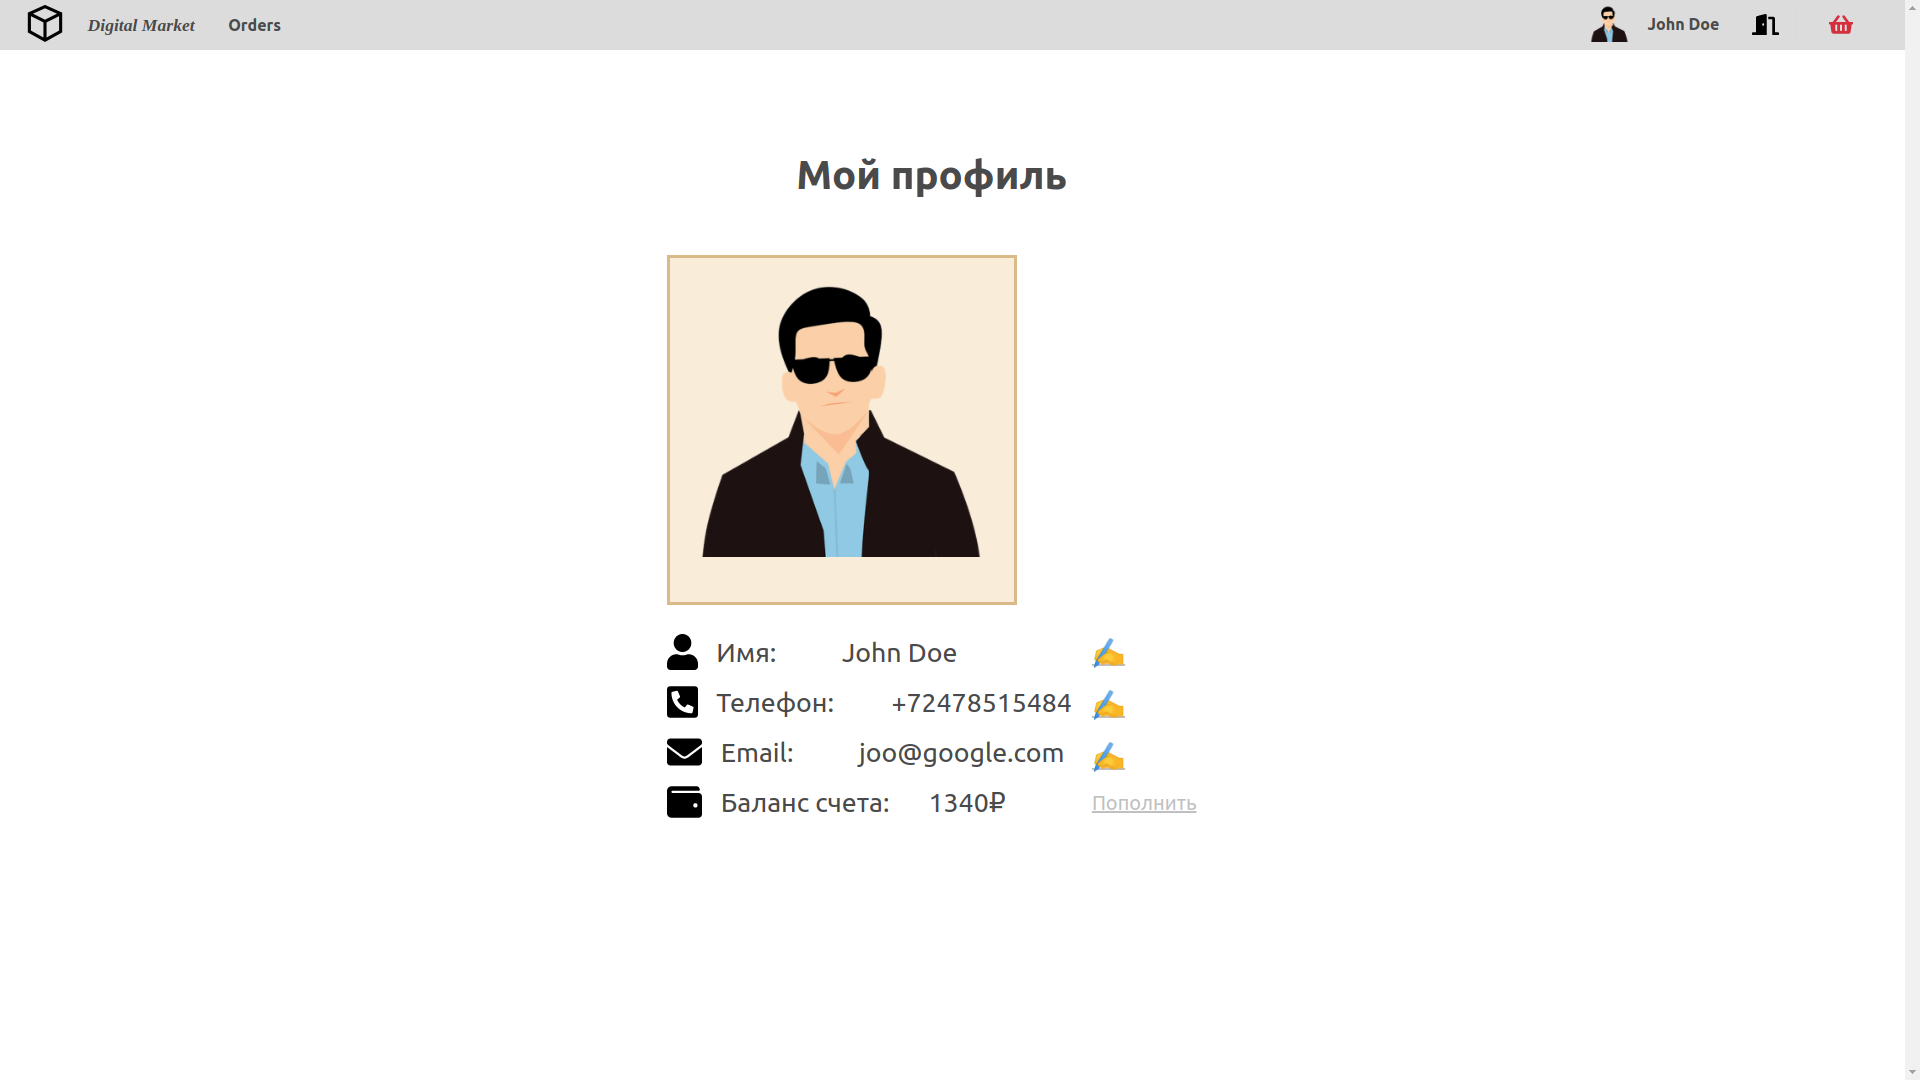 Digital Market Orders John Doe
Мой профиль
Имя: John Doe
Телефон: +72478515484
Email: joo@google.com
Баланс счета: 1340₽ Пополнить